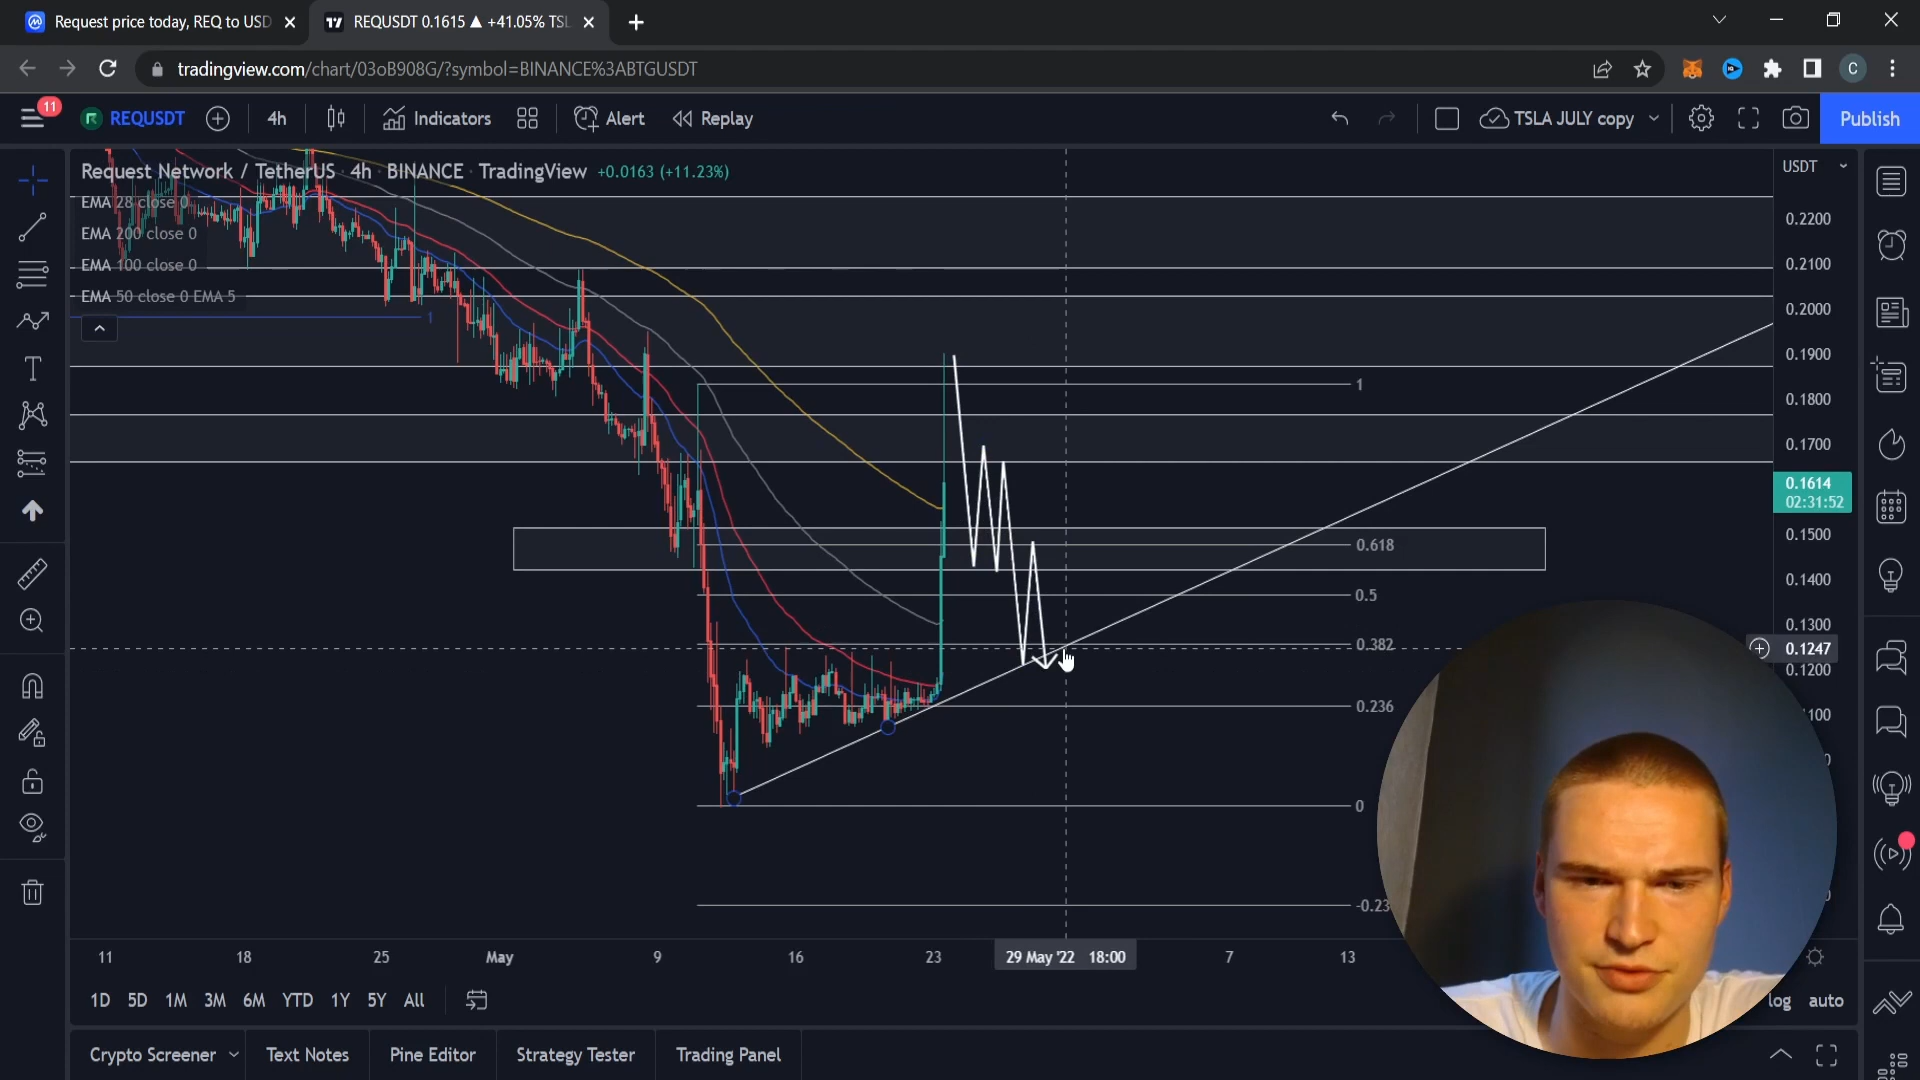 Request price today, REQ to USD
REQUSDT 0.1615 ▲ +41.05% TSL
tradingview.com/chart/03oB908G/?symbol=BINANCE%3ABTGUSDT
C
11
REQUSDT
4h
Indicators
Alert
Replay
TSLA JULY copy
Publish
Request Network / TetherUS · 4h · BINANCE · TradingView +0.0163 (+11.23%)
USDT
EMA 28 close 0
EMA 200 close 0
EMA 100 close 0
EMA 50 close 0 EMA 5
1
0.2200
0.2100
0.2000
0.1900
0.1800
0.1700
0.1614
02:31:52
0.1500
0.1400
0.1300
0.1247
0.1200
1
0.618
0.5
0.382
0.236
0
11
18
25
May
9
16
23
29 May '22 18:00
7
13
1D
5D
1M
3M
6M
YTD
1Y
5Y
All
log
auto
Crypto Screener
Text Notes
Pine Editor
Strategy Tester
Trading Panel